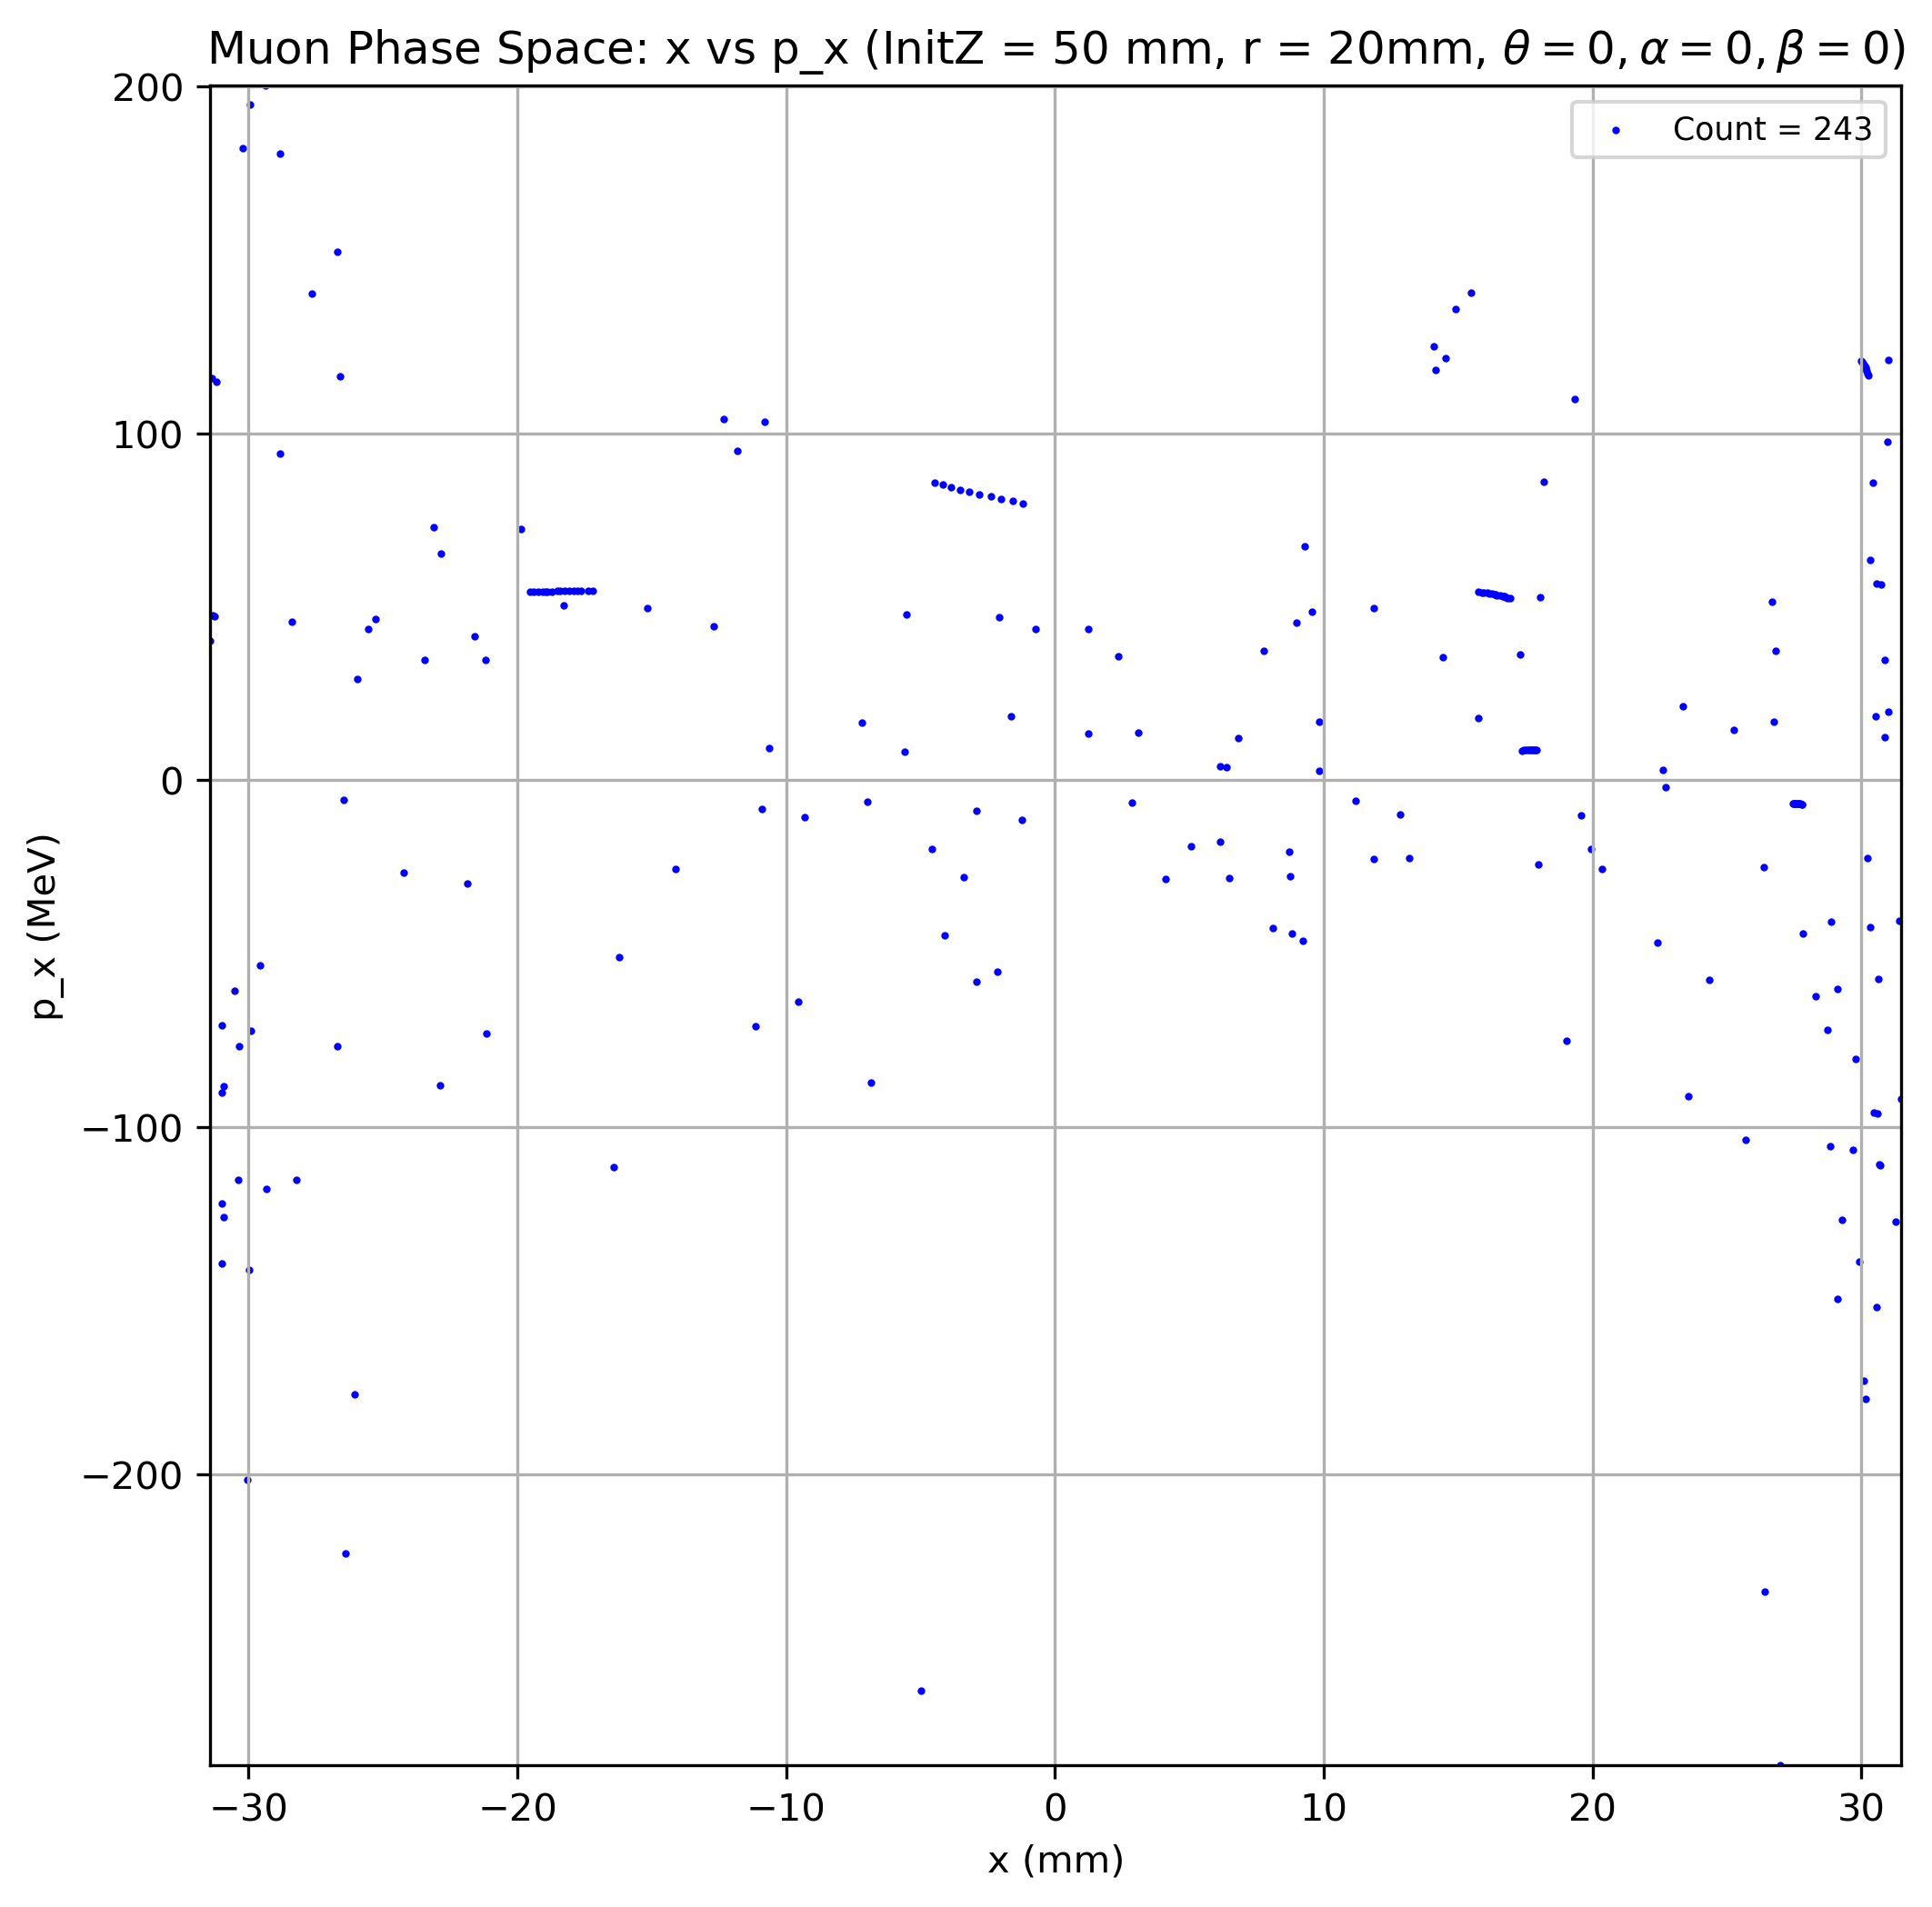 Muon Phase Space: x vs p_x (InitZ = 50 mm, r = 20mm, θ = 0, α = 0, β = 0)
Count = 243
200
100
0
−100
−200
p_x (MeV)
−30 −20 −10 0 10 20 30
x (mm)